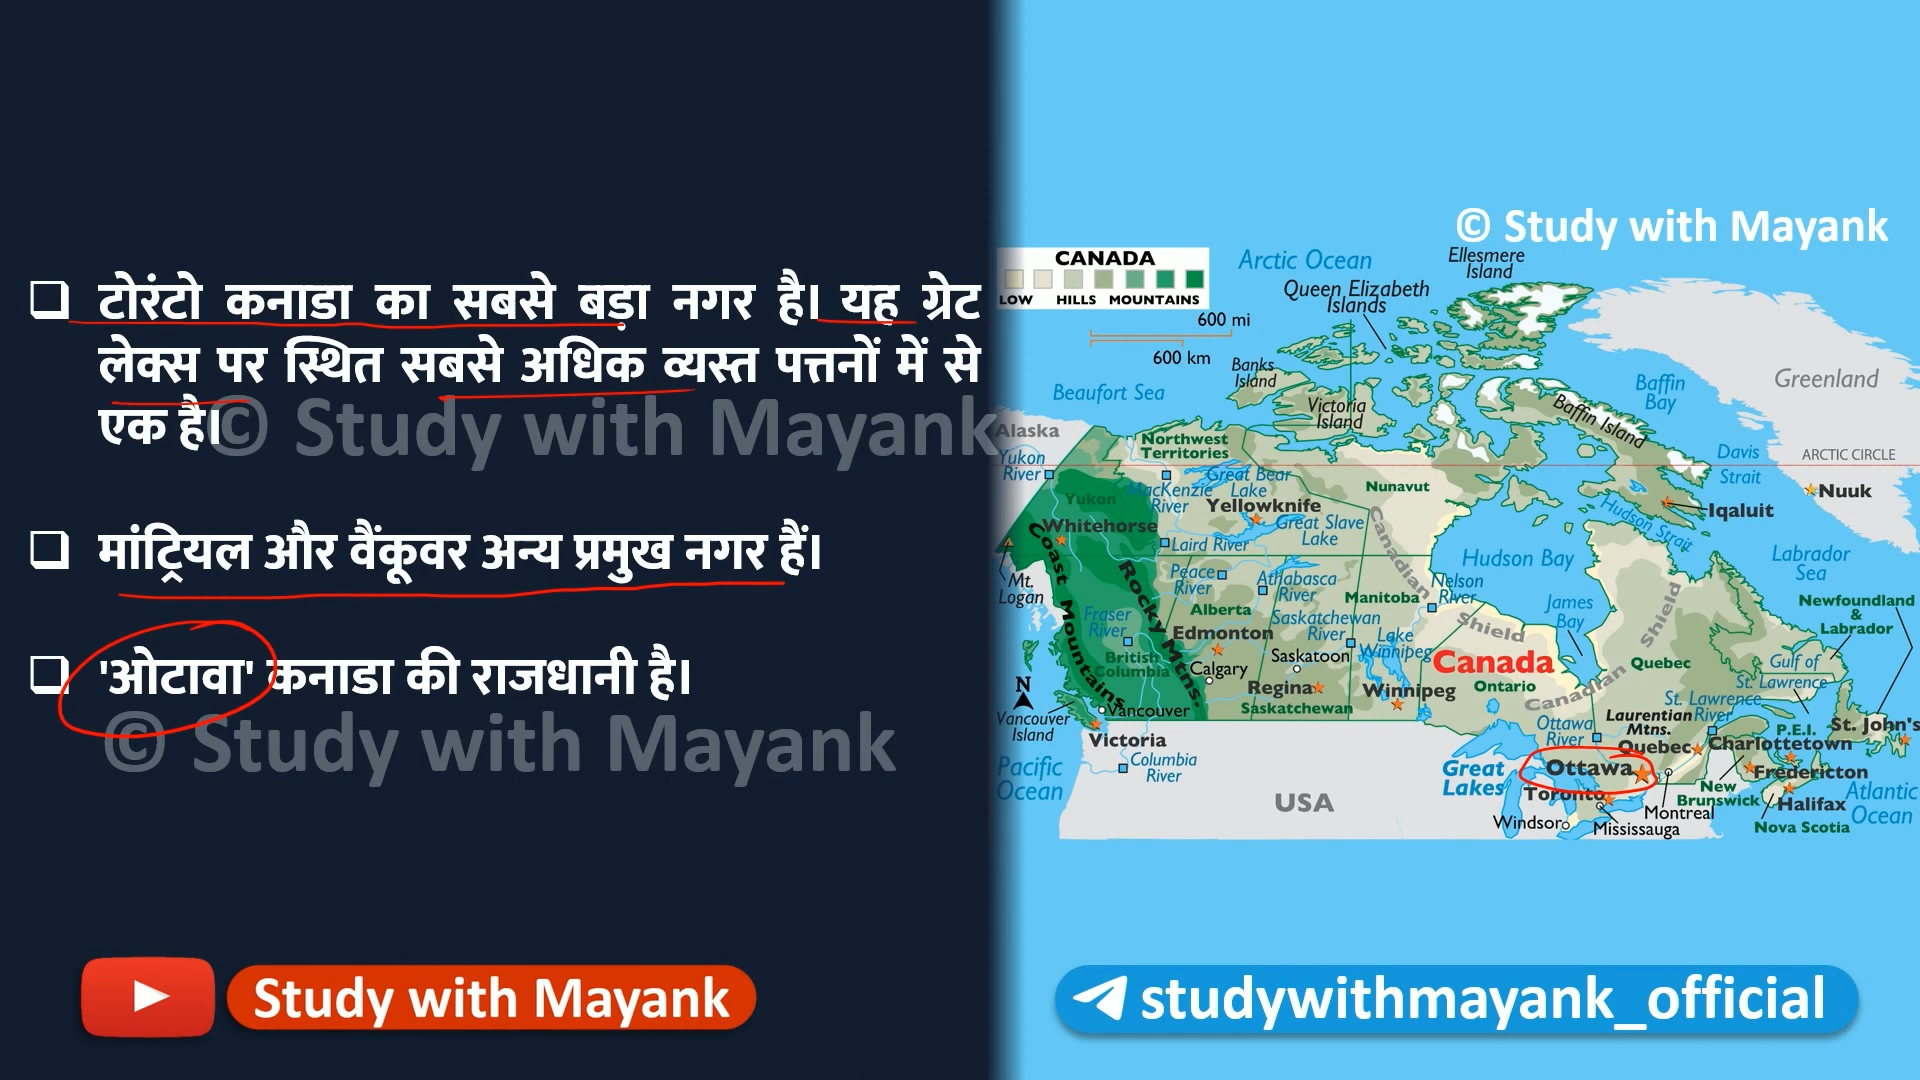 टोरंटो कनाडा का सबसे बड़ा नगर है। यह ग्रेट
लेक्स पर स्थित सबसे अधिक व्यस्त पत्तनों में से
एक है।
© Study with Mayank
मांट्रियल और वैंकूवर अन्य प्रमुख नगर हैं।
'ओटावा' कनाडा की राजधानी है।
© Study with Mayank
Study with Mayank
© Study with Mayank
CANADA
LOW HILLS MOUNTAINS
600 mi
600 km
Arctic Ocean
Ellesmere
Island
Queen Elizabeth
Islands
Banks
Island
Beaufort Sea
Victoria
Island
Baffin
Bay
Greenland
Baffin Island
Alaska
Yukon
River
Northwest
Territories
Davis
Strait
ARCTIC CIRCLE
MacKenzie
River
Great Bear
Lake
Nunavut
Nuuk
Yukon
Yellowknife
Iqaluit
Hudson Strait
Whitehorse
Great Slave
Lake
Laird River
Hudson Bay
Labrador
Sea
Mt.
Logan
Coast Mountains
Rocky Mtns.
Peace
River
Athabasca
River
Canadian
Shield
Manitoba
Nelson
River
James
Bay
Canadian
Shield
Newfoundland
&
Labrador
Fraser
River
Alberta
Saskatchewan
River
Edmonton
Lake
Winnipeg
British
Columbia
Calgary
Saskatoon
Canada
Quebec
Gulf of
St. Lawrence
N
Regina
Winnipeg
Ontario
Saskatchewan
St. Lawrence
River
Vancouver
Vancouver
Island
Ottawa
River
Laurentian
Mtns.
P.E.I.
St. John's
Victoria
Quebec
Charlottetown
Columbia
River
Pacific
Ocean
Great
Lakes
Ottawa
Fredericton
Toronto
New
Brunswick
Halifax
Atlantic
Ocean
USA
Windsor
Mississauga
Montreal
Nova Scotia
studywithmayank_official